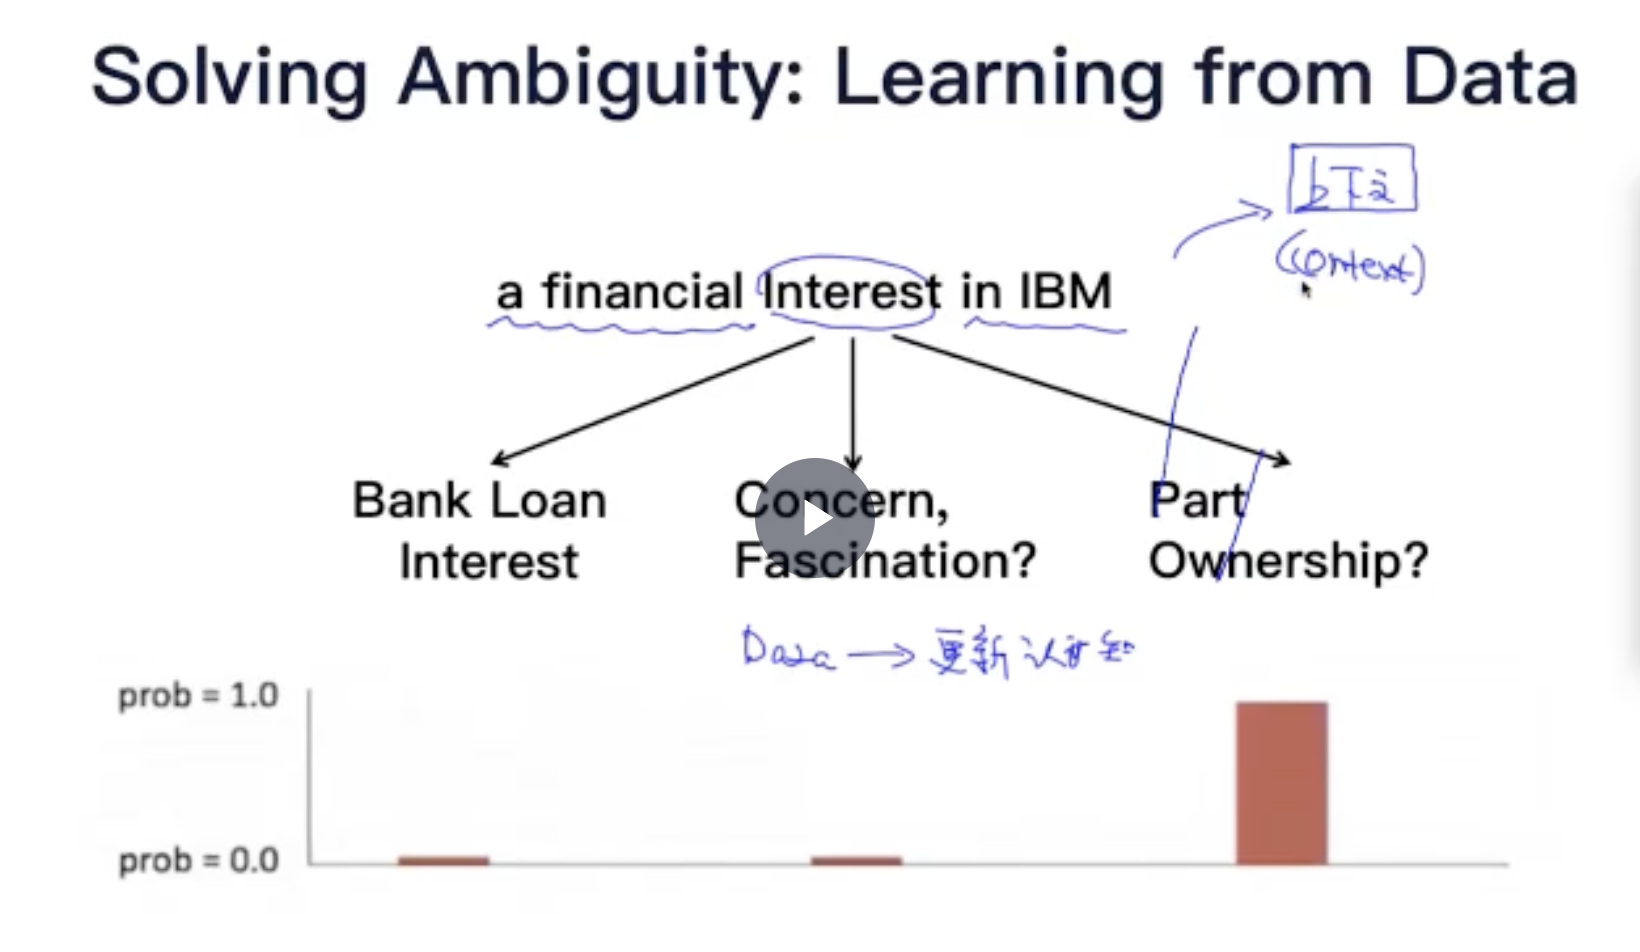 Solving Ambiguity: Learning from Data
上下文
(context)
a financial Interest in IBM
Bank Loan
Interest
Concern,
Fascination?
Part
Ownership?
Data → 更新认知
prob = 1.0
prob = 0.0